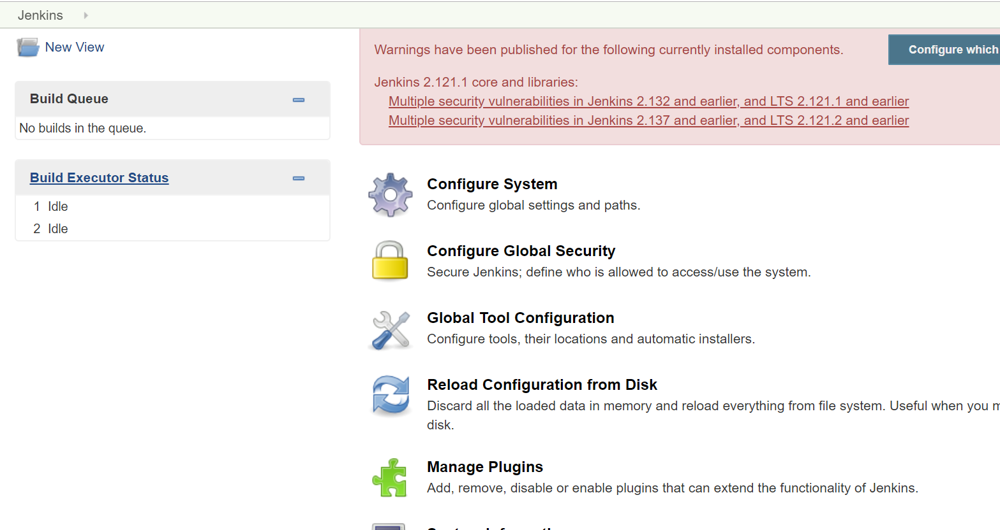 Jenkins
New View
Build Queue
No builds in the queue.
Build Executor Status
1 Idle
2 Idle
Warnings have been published for the following currently installed components.
Configure which
Jenkins 2.121.1 core and libraries:
Multiple security vulnerabilities in Jenkins 2.132 and earlier, and LTS 2.121.1 and earlier
Multiple security vulnerabilities in Jenkins 2.137 and earlier, and LTS 2.121.2 and earlier
Configure System
Configure global settings and paths.
Configure Global Security
Secure Jenkins; define who is allowed to access/use the system.
Global Tool Configuration
Configure tools, their locations and automatic installers.
Reload Configuration from Disk
Discard all the loaded data in memory and reload everything from file system. Useful when you
disk.
Manage Plugins
Add, remove, disable or enable plugins that can extend the functionality of Jenkins.